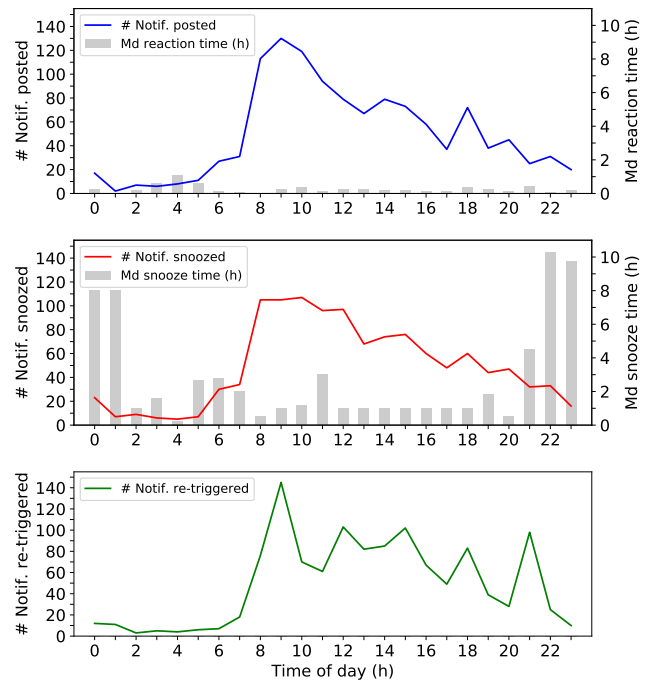 # Notif. posted
Md reaction time (h)
# Notif. posted
140
120
100
80
60
40
20
0
10
8
6
4
2
0
Md reaction time (h)
0 2 4 6 8 10 12 14 16 18 20 22
# Notif. snoozed
Md snooze time (h)
# Notif. snoozed
140
120
100
80
60
40
20
0
10
8
6
4
2
0
Md snooze time (h)
0 2 4 6 8 10 12 14 16 18 20 22
# Notif. re-triggered
# Notif. re-triggered
140
120
100
80
60
40
20
0
0 2 4 6 8 10 12 14 16 18 20 22
Time of day (h)